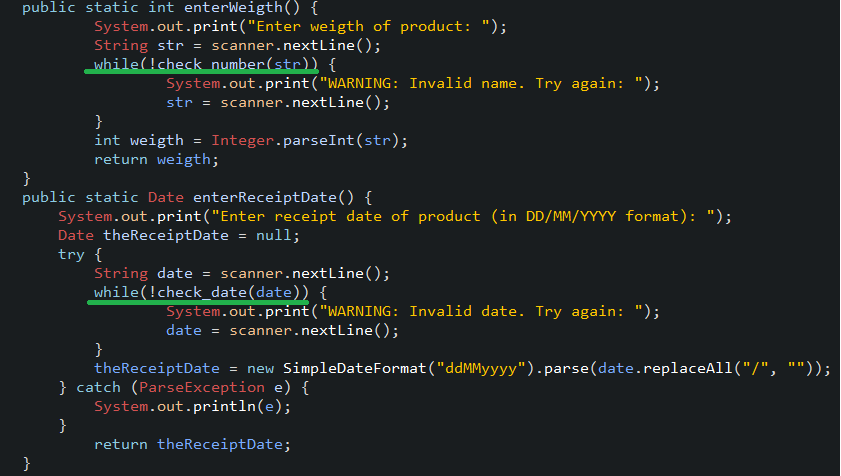 public static int enterWeigth() {
System.out.print("Enter weigth of product: ");
String str = scanner.nextLine();
while(!check_number(str)) {
System.out.print("WARNING: Invalid name. Try again: ");
str = scanner.nextLine();
}
int weigth = Integer.parseInt(str);
return weigth;
}
public static Date enterReceiptDate() {
System.out.print("Enter receipt date of product (in DD/MM/YYYY format): ");
Date theReceiptDate = null;
try {
String date = scanner.nextLine();
while(!check_date(date)) {
System.out.print("WARNING: Invalid date. Try again: ");
date = scanner.nextLine();
}
theReceiptDate = new SimpleDateFormat("ddMMyyyy").parse(date.replaceAll("/", ""));
} catch (ParseException e) {
System.out.println(e);
}
return theReceiptDate;
}